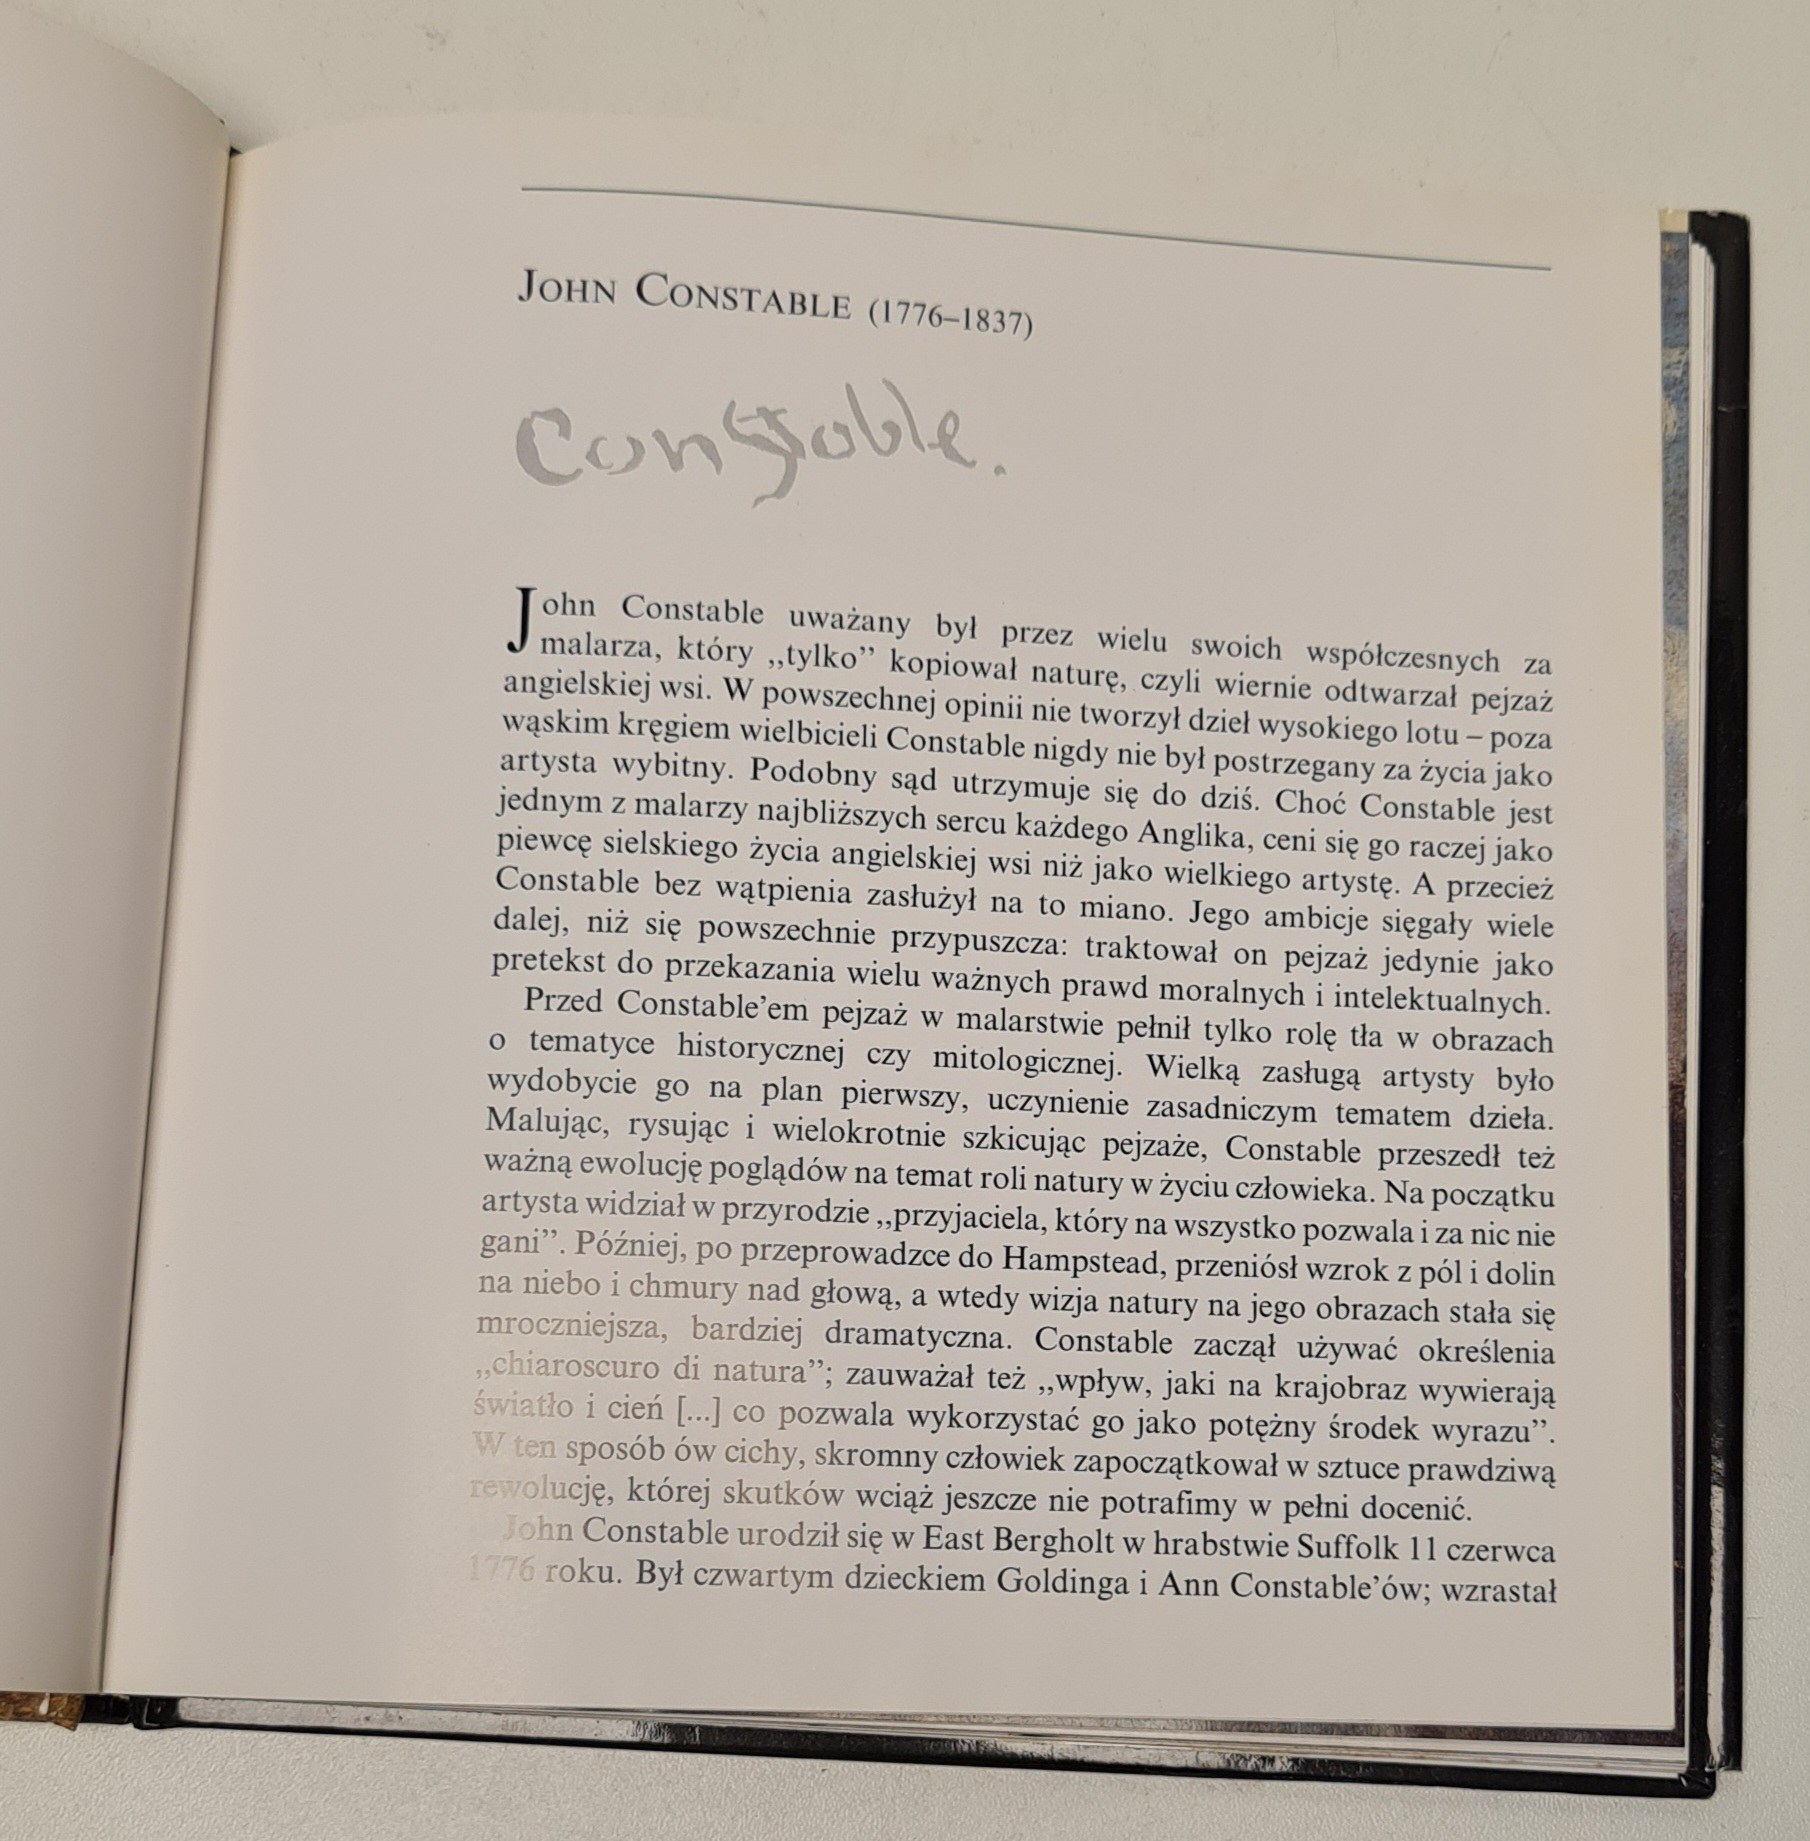 JOHN CONSTABLE (1776–1837)
Constable.
John Constable uważany był przez wielu swoich współczesnych za
malarza, który „tylko” kopiował naturę, czyli wiernie odtwarzał pejzaż
angielskiej wsi. W powszechnej opinii nie tworzył dzieł wysokiego lotu – poza
wąskim kręgiem wielbicieli Constable nigdy nie był postrzegany za życia jako
artysta wybitny. Podobny sąd utrzymuje się do dziś. Choć Constable jest
jednym z malarzy najbliższych sercu każdego Anglika, ceni się go raczej jako
piewcę sielskiego życia angielskiej wsi niż jako wielkiego artystę. A przecież
Constable bez wątpienia zasłużył na to miano. Jego ambicje sięgały wiele
dalej, niż się powszechnie przypuszcza: traktował on pejzaż jedynie jako
pretekst do przekazania wielu ważnych prawd moralnych i intelektualnych.
Przed Constable’em pejzaż w malarstwie pełnił tylko rolę tła w obrazach
o tematyce historycznej czy mitologicznej. Wielką zasługą artysty było
wydobycie go na plan pierwszy, uczynienie zasadniczym tematem dzieła.
Malując, rysując i wielokrotnie szkicując pejzaże, Constable przeszedł też
ważną ewolucję poglądów na temat roli natury w życiu człowieka. Na początku
artysta widział w przyrodzie „przyjaciela, który na wszystko pozwala i za nic nie
gani”. Później, po przeprowadzce do Hampstead, przeniósł wzrok z pól i dolin
na niebo i chmury nad głową, a wtedy wizja natury na jego obrazach stała się
mroczniejsza, bardziej dramatyczna. Constable zaczął używać określenia
„chiaroscuro di natura”; zauważał też „wpływ, jaki na krajobraz wywierają
światło i cień [...] co pozwala wykorzystać go jako potężny środek wyrazu”.
W ten sposób ów cichy, skromny człowiek zapoczątkował w sztuce prawdziwą
rewolucję, której skutków wciąż jeszcze nie potrafimy w pełni docenić.
John Constable urodził się w East Bergholt w hrabstwie Suffolk 11 czerwca
1776 roku. Był czwartym dzieckiem Goldinga i Ann Constable’ów; wzrastał